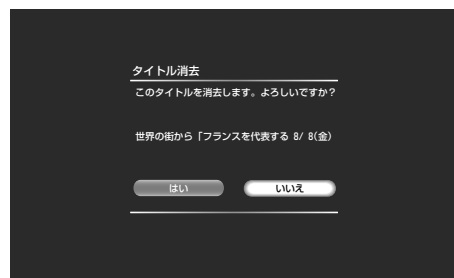 タイトル消去
このタイトルを消去します。よろしいですか？
世界の街から「フランスを代表する 8/ 8(金)
はい
いいえ